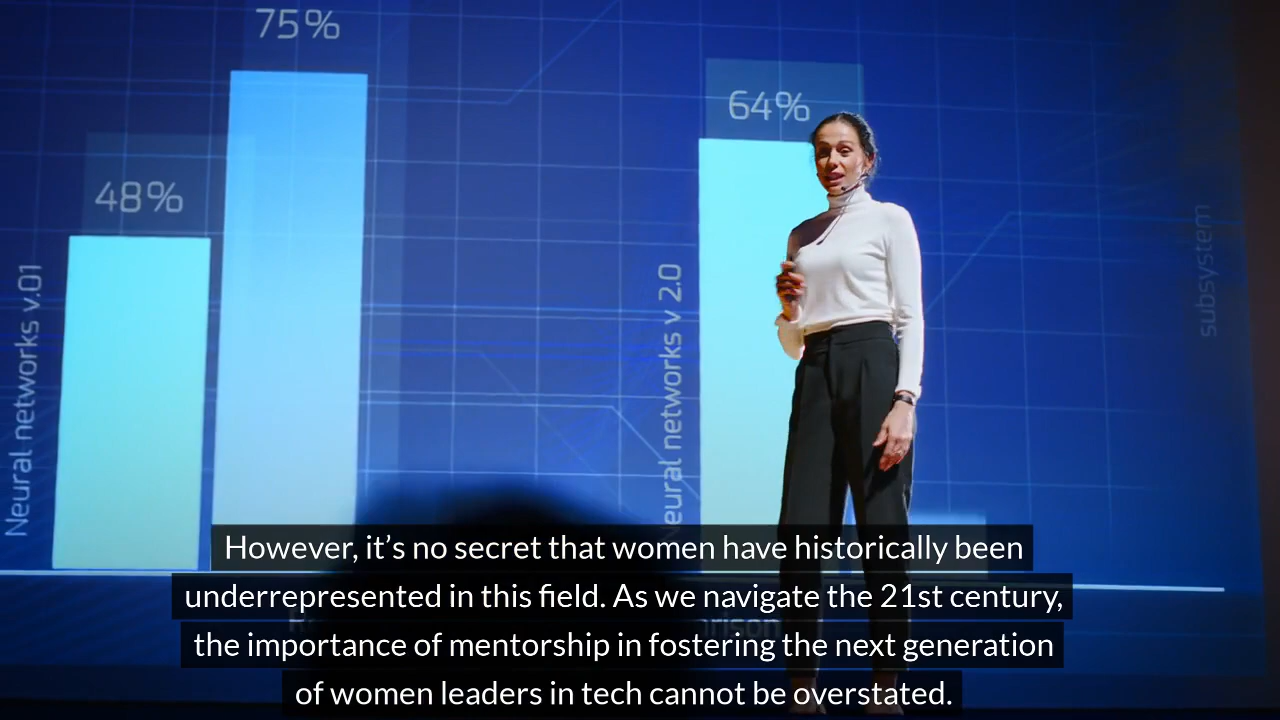 75%
64%
48%
Neural networks v.01
Neural networks v 2.0
subsystem
However, it’s no secret that women have historically been
underrepresented in this field. As we navigate the 21st century,
the importance of mentorship in fostering the next generation
of women leaders in tech cannot be overstated.